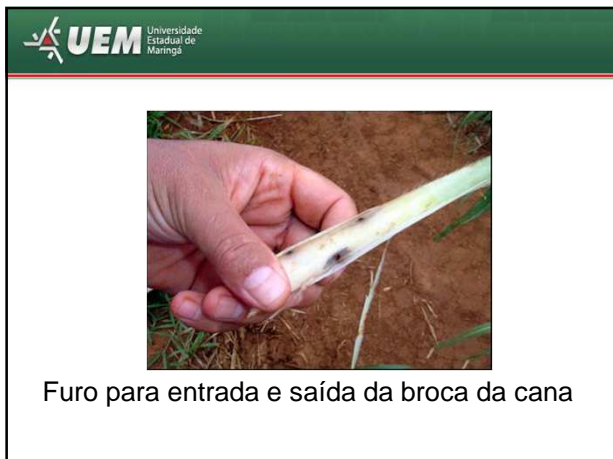 UEM
Universidade
Estadual de
Maringá
Furo para entrada e saída da broca da cana